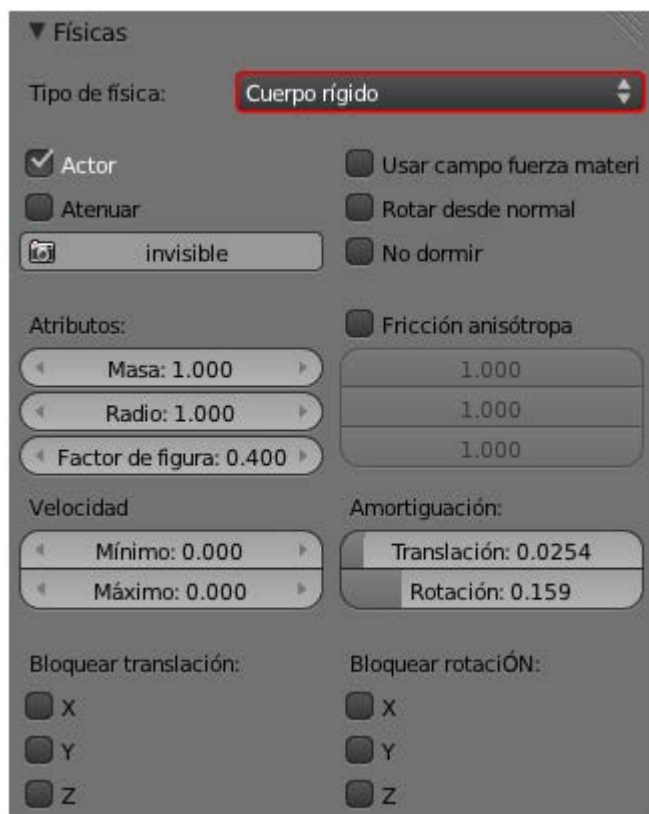 Físicas
Tipo de física: Cuerpo rígido
Actor
Usar campo fuerza materi
Atenuar
Rotar desde normal
invisible
No dormir
Atributos:
Fricción anisótropa
Masa: 1.000
1.000
Radio: 1.000
1.000
Factor de figura: 0.400
1.000
Velocidad
Amortiguación:
Mínimo: 0.000
Translación: 0.0254
Máximo: 0.000
Rotación: 0.159
Bloquear translación:
Bloquear rotaciÓN:
X
X
Y
Y
Z
Z